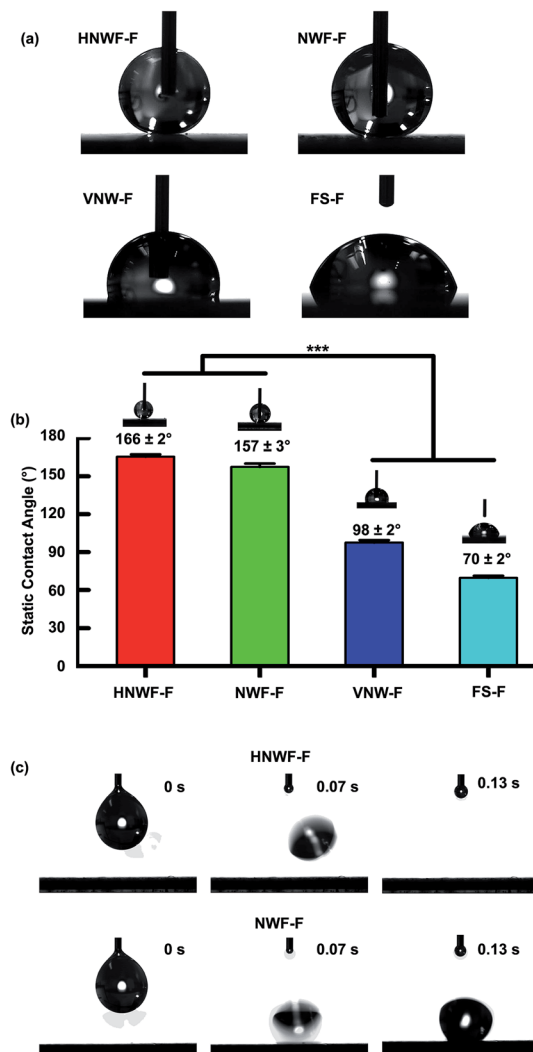 (a)
HNWF-F NWF-F
VNW-F FS-F
***
(b)
180
150
120
90
60
30
0
Static Contact Angle (°)
166 ± 2°
157 ± 3°
98 ± 2°
70 ± 2°
HNWF-F NWF-F VNW-F FS-F
(c)
HNWF-F
0 s 0.07 s 0.13 s
NWF-F
0 s 0.07 s 0.13 s